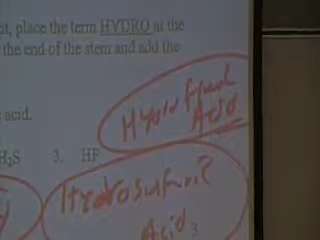 nt, place the term HYDRO at the
the end of the stem and add the
acid.
H₂S 3. HF
Acid
Hydrosulfuric
Acid
3